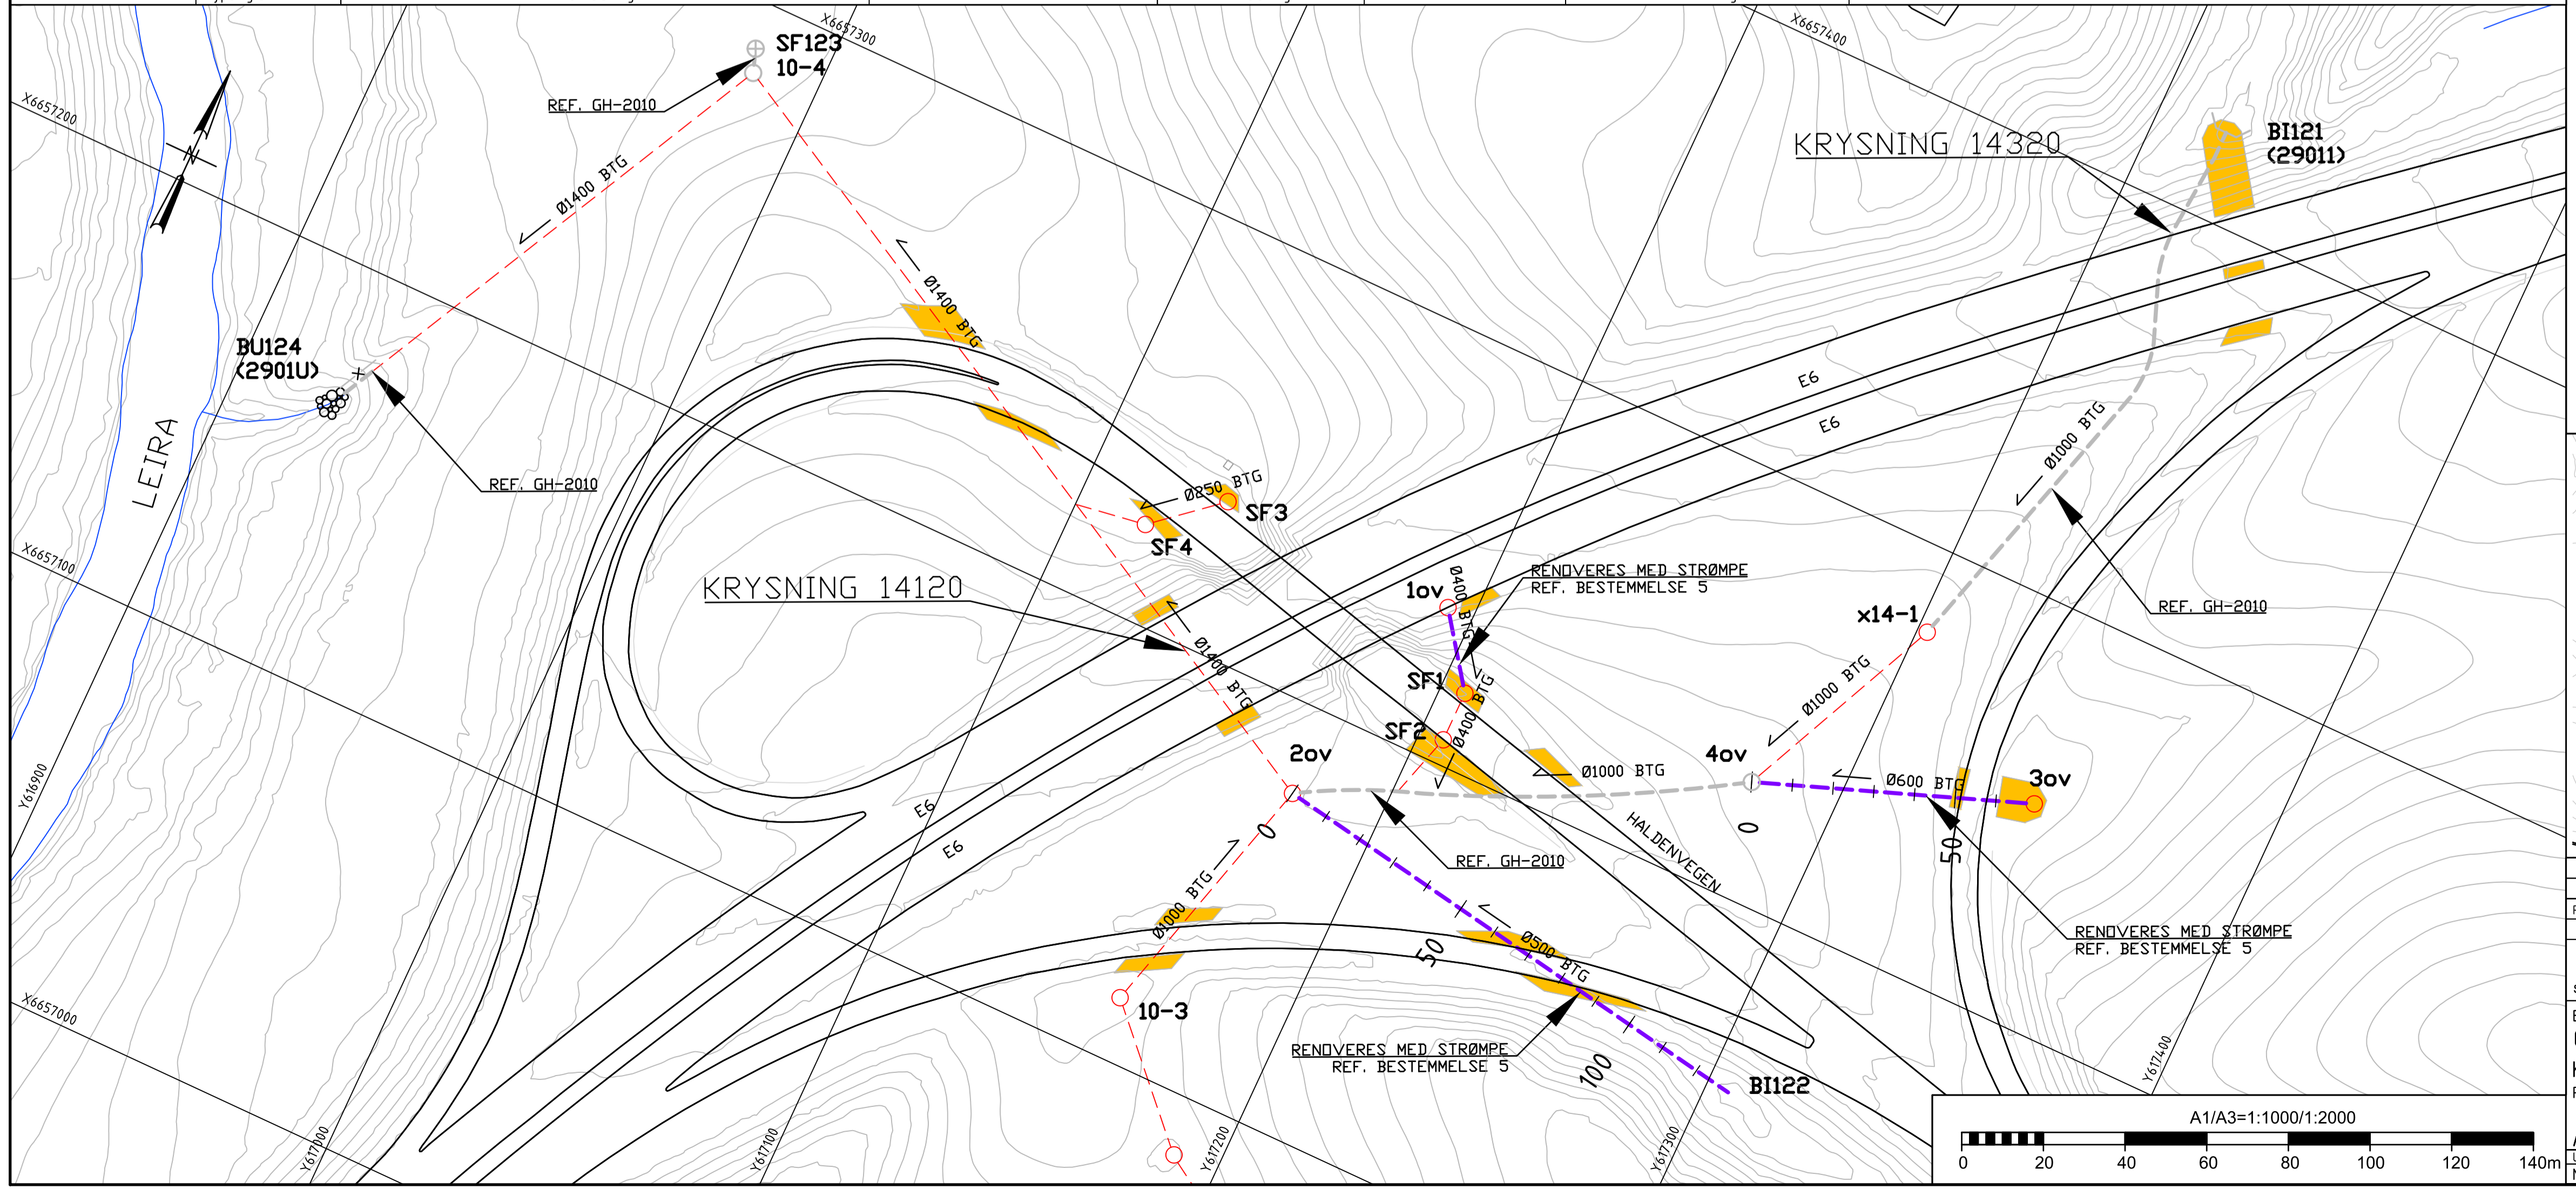 X6657300
X6657400
SF123
10-4
REF. GH-2010
X6657200
N
Ø1400 BTG
KRYSNING 14320
BI121
(29011)
Ø1400 BTG
BU124
(2901U)
LEIRA
REF. GH-2010
E6
E6
Ø1000 BTG
Ø250 BTG
SF3
SF4
X6657100
KRYSNING 14120
Ø1400 BTG
1ov
Ø400 BTG
RENOVERES MED STRØMPE
REF. BESTEMMELSE 5
x14-1
REF. GH-2010
SF1
SF2
Ø400 BTG
Ø1000 BTG
2ov
4ov
Ø1000 BTG
Ø600 BTG
3ov
Y616900
E6
E6
0
0
50
HALDENVEGEN
REF. GH-2010
Ø1000 BTG
50
Ø500 BTG
RENOVERES MED STRØMPE
REF. BESTEMMELSE 5
X6657000
10-3
RENOVERES MED STRØMPE
REF. BESTEMMELSE 5
100
BI122
Y617000
Y617100
Y617200
Y617300
Y617400
A1/A3=1:1000/1:2000
0 20 40 60 80 100 120 140m